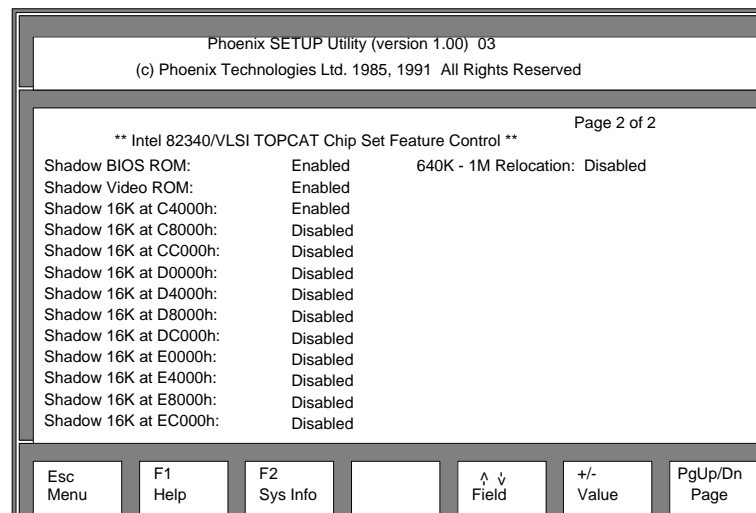 Phoenix SETUP Utility (version 1.00) 03
(c) Phoenix Technologies Ltd. 1985, 1991 All Rights Reserved
Page 2 of 2
** Intel 82340/VLSI TOPCAT Chip Set Feature Control **
Shadow BIOS ROM: Enabled 640K - 1M Relocation: Disabled
Shadow Video ROM: Enabled
Shadow 16K at C4000h: Enabled
Shadow 16K at C8000h: Disabled
Shadow 16K at CC000h: Disabled
Shadow 16K at D0000h: Disabled
Shadow 16K at D4000h: Disabled
Shadow 16K at D8000h: Disabled
Shadow 16K at DC000h: Disabled
Shadow 16K at E0000h: Disabled
Shadow 16K at E4000h: Disabled
Shadow 16K at E8000h: Disabled
Shadow 16K at EC000h: Disabled
Esc F1 F2 +/- PgUp/Dn
Menu Help Sys Info Field Value Page